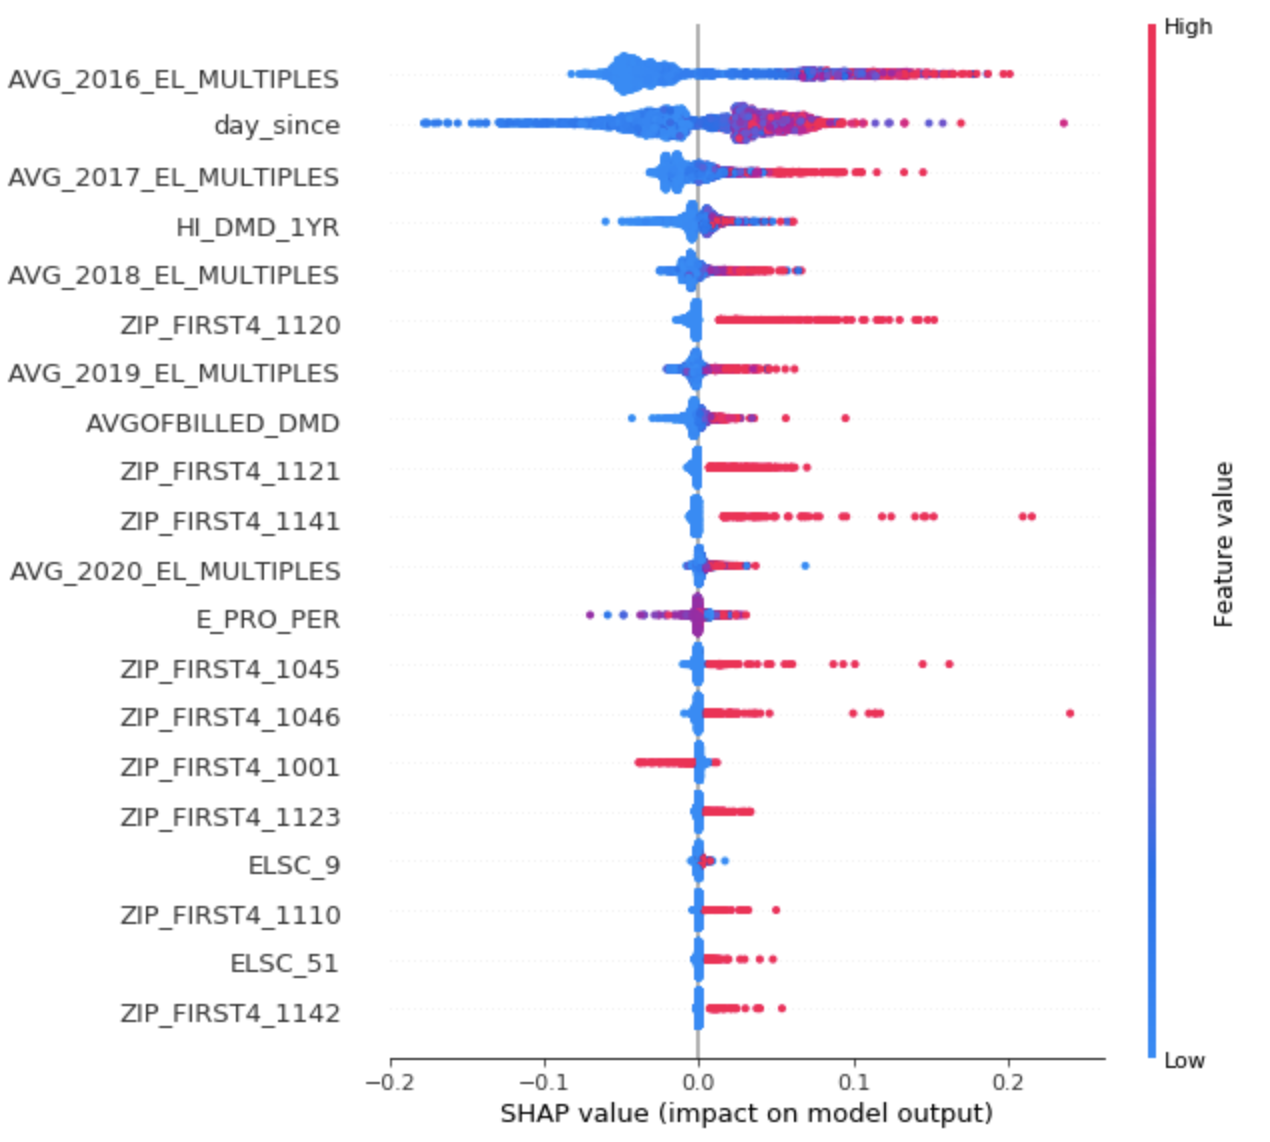 High
AVG_2016_EL_MULTIPLES
day_since
AVG_2017_EL_MULTIPLES
HI_DMD_1YR
AVG_2018_EL_MULTIPLES
ZIP_FIRST4_1120
AVG_2019_EL_MULTIPLES
AVGOFBILLED_DMD
ZIP_FIRST4_1121
ZIP_FIRST4_1141
AVG_2020_EL_MULTIPLES
E_PRO_PER
ZIP_FIRST4_1045
ZIP_FIRST4_1046
ZIP_FIRST4_1001
ZIP_FIRST4_1123
ELSC_9
ZIP_FIRST4_1110
ELSC_51
ZIP_FIRST4_1142
Feature value
Low
−0.2 −0.1 0.0 0.1 0.2
SHAP value (impact on model output)